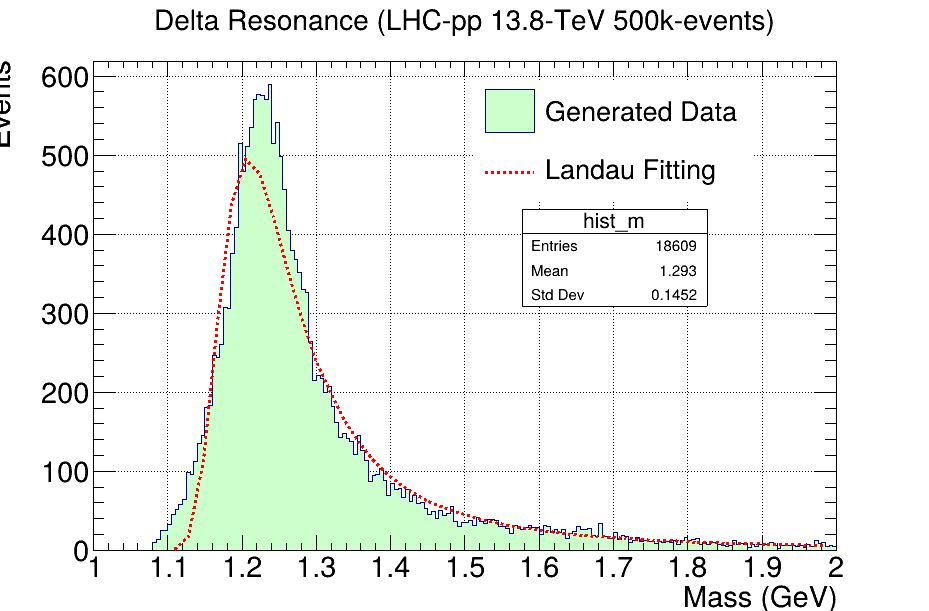 Delta Resonance (LHC-pp 13.8-TeV 500k-events)
Events
600
500
400
300
200
100
0
Generated Data
Landau Fitting
hist_m
Entries 18609
Mean 1.293
Std Dev 0.1452
1 1.1 1.2 1.3 1.4 1.5 1.6 1.7 1.8 1.9 2
Mass (GeV)